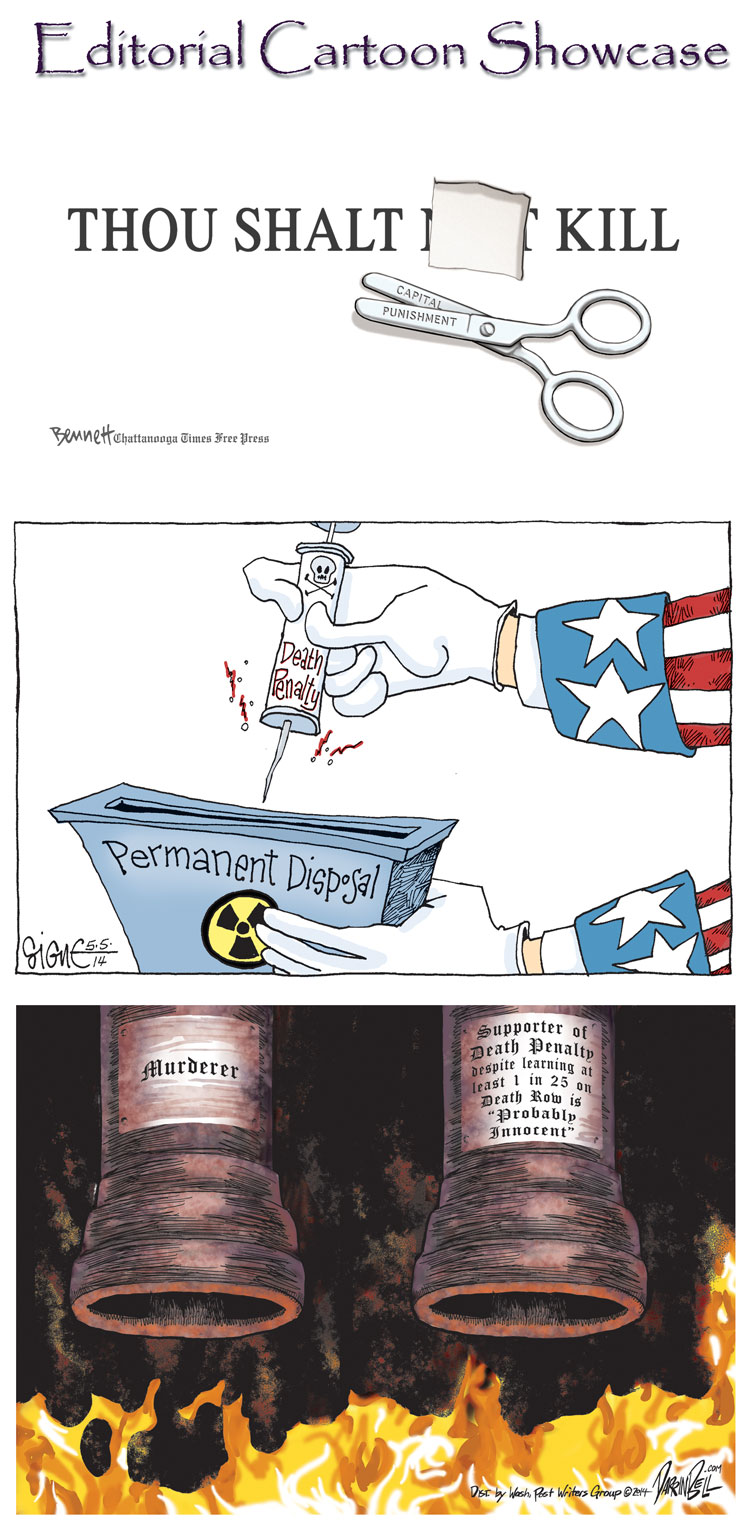 Editorial Cartoon Showcase
THOU SHALT N T KILL
CAPITAL
PUNISHMENT
Bennett Chattanooga Times Free Press
Death
Penalty
Permanent Disposal
Signe 5.5.
14
Murderer
Supporter of
Death Penalty
despite learning at
least 1 in 25 on
Death Row is
"Probably
Innocent"
Dist. by Wash. Post Writers Group © 2014 DARRIN BELL .COM